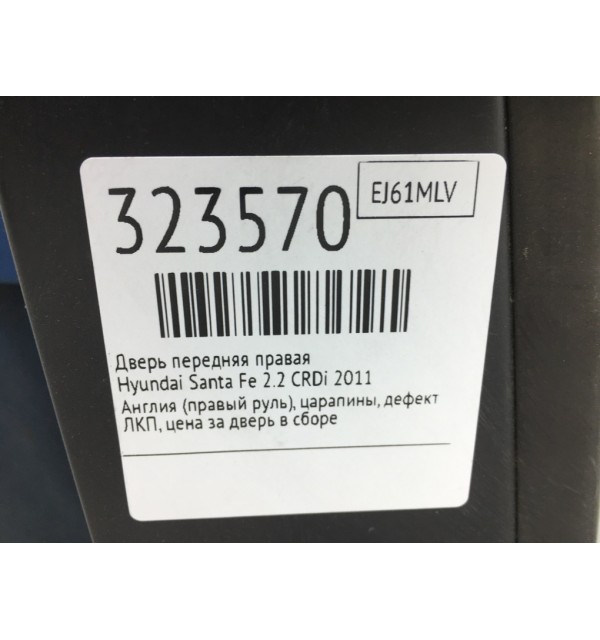 323570
EJ61MLV
Дверь передняя правая
Hyundai Santa Fe 2.2 CRDi 2011
Англия (правый руль), царапины, дефект
ЛКП, цена за дверь в сборе